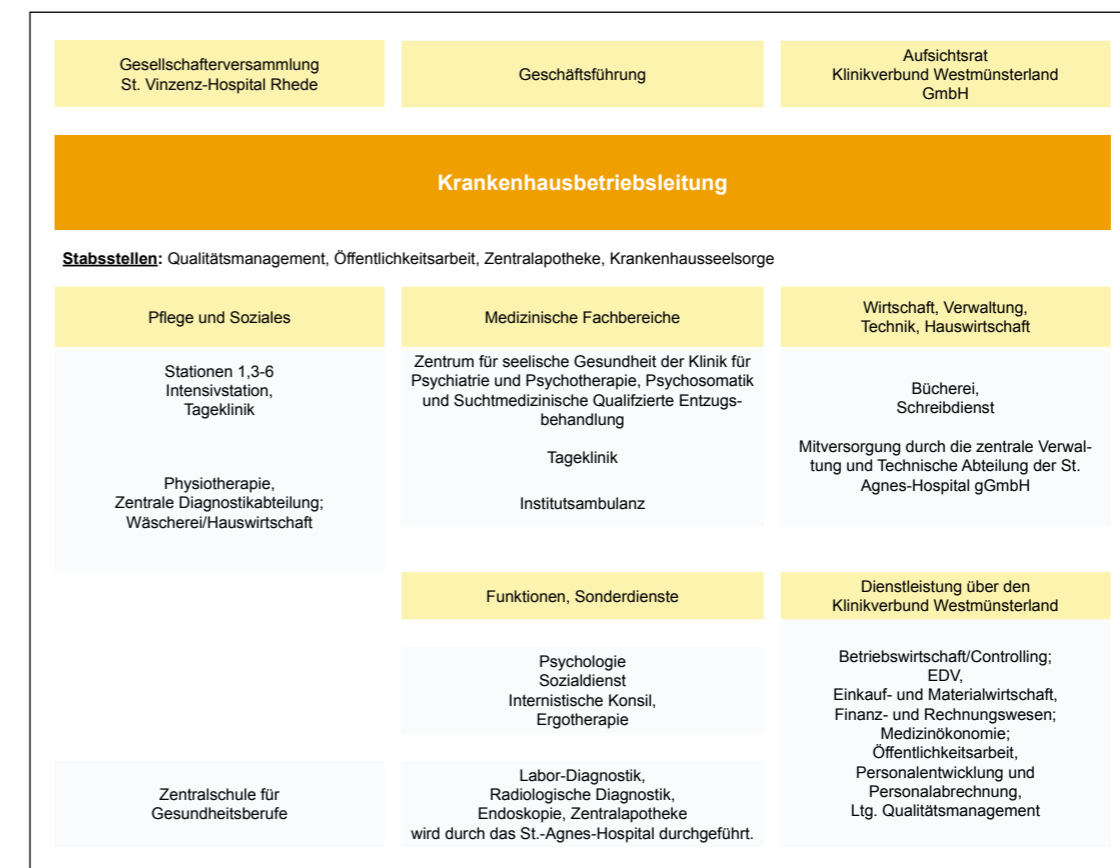 Gesellschafterversammlung
St. Vinzenz-Hospital Rhede
Geschäftsführung
Aufsichtsrat
Klinikverbund Westmünsterland
GmbH
Krankenhausbetriebsleitung
Stabsstellen: Qualitätsmanagement, Öffentlichkeitsarbeit, Zentralapotheke, Krankenhausseelsorge
Pflege und Soziales
Stationen 1,3-6
Intensivstation,
Tageklinik
Physiotherapie,
Zentrale Diagnostikabteilung;
Wäscherei/Hauswirtschaft
Medizinische Fachbereiche
Zentrum für seelische Gesundheit der Klinik für
Psychiatrie und Psychotherapie, Psychosomatik
und Suchtmedizinische Qualifzierte Entzugs-
behandlung
Tageklinik
Institutsambulanz
Wirtschaft, Verwaltung,
Technik, Hauswirtschaft
Bücherei,
Schreibdienst
Mitversorgung durch die zentrale Verwal-
tung und Technische Abteilung der St.
Agnes-Hospital gGmbH
Funktionen, Sonderdienste
Psychologie
Sozialdienst
Internistische Konsil,
Ergotherapie
Dienstleistung über den
Klinikverbund Westmünsterland
Betriebswirtschaft/Controlling;
EDV,
Einkauf- und Materialwirtschaft,
Finanz- und Rechnungswesen;
Medizinökonomie;
Öffentlichkeitsarbeit,
Personalentwicklung und
Personalabrechnung,
Ltg. Qualitätsmanagement
Zentralschule für
Gesundheitsberufe
Labor-Diagnostik,
Radiologische Diagnostik,
Endoskopie, Zentralapotheke
wird durch das St.-Agnes-Hospital durchgeführt.